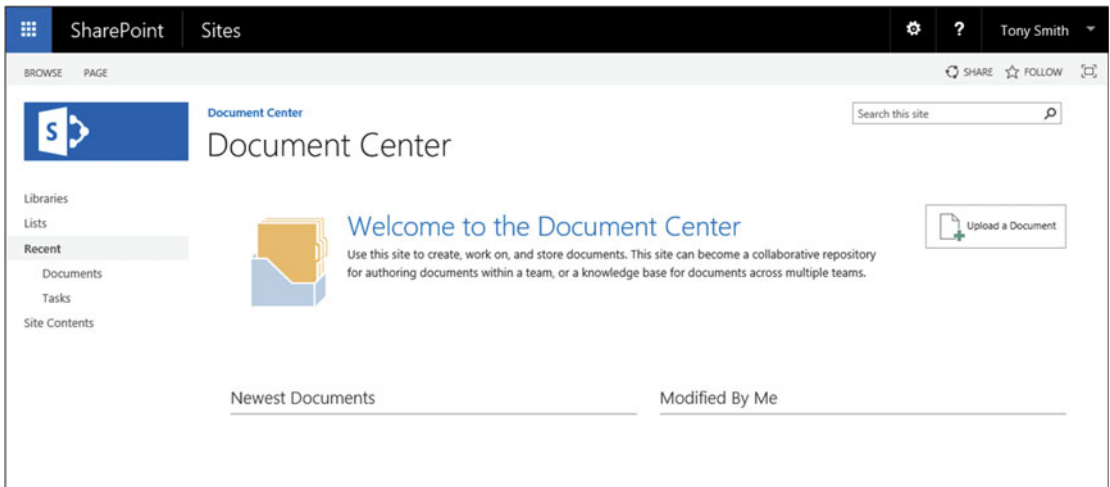 SharePoint Sites ? Tony Smith
BROWSE PAGE SHARE FOLLOW
S
Document Center
Search this site
Document Center
Libraries
Lists
Recent
Documents
Tasks
Site Contents
Welcome to the Document Center
Use this site to create, work on, and store documents. This site can become a collaborative repository
for authoring documents within a team, or a knowledge base for documents across multiple teams.
Upload a Document
Newest Documents
Modified By Me